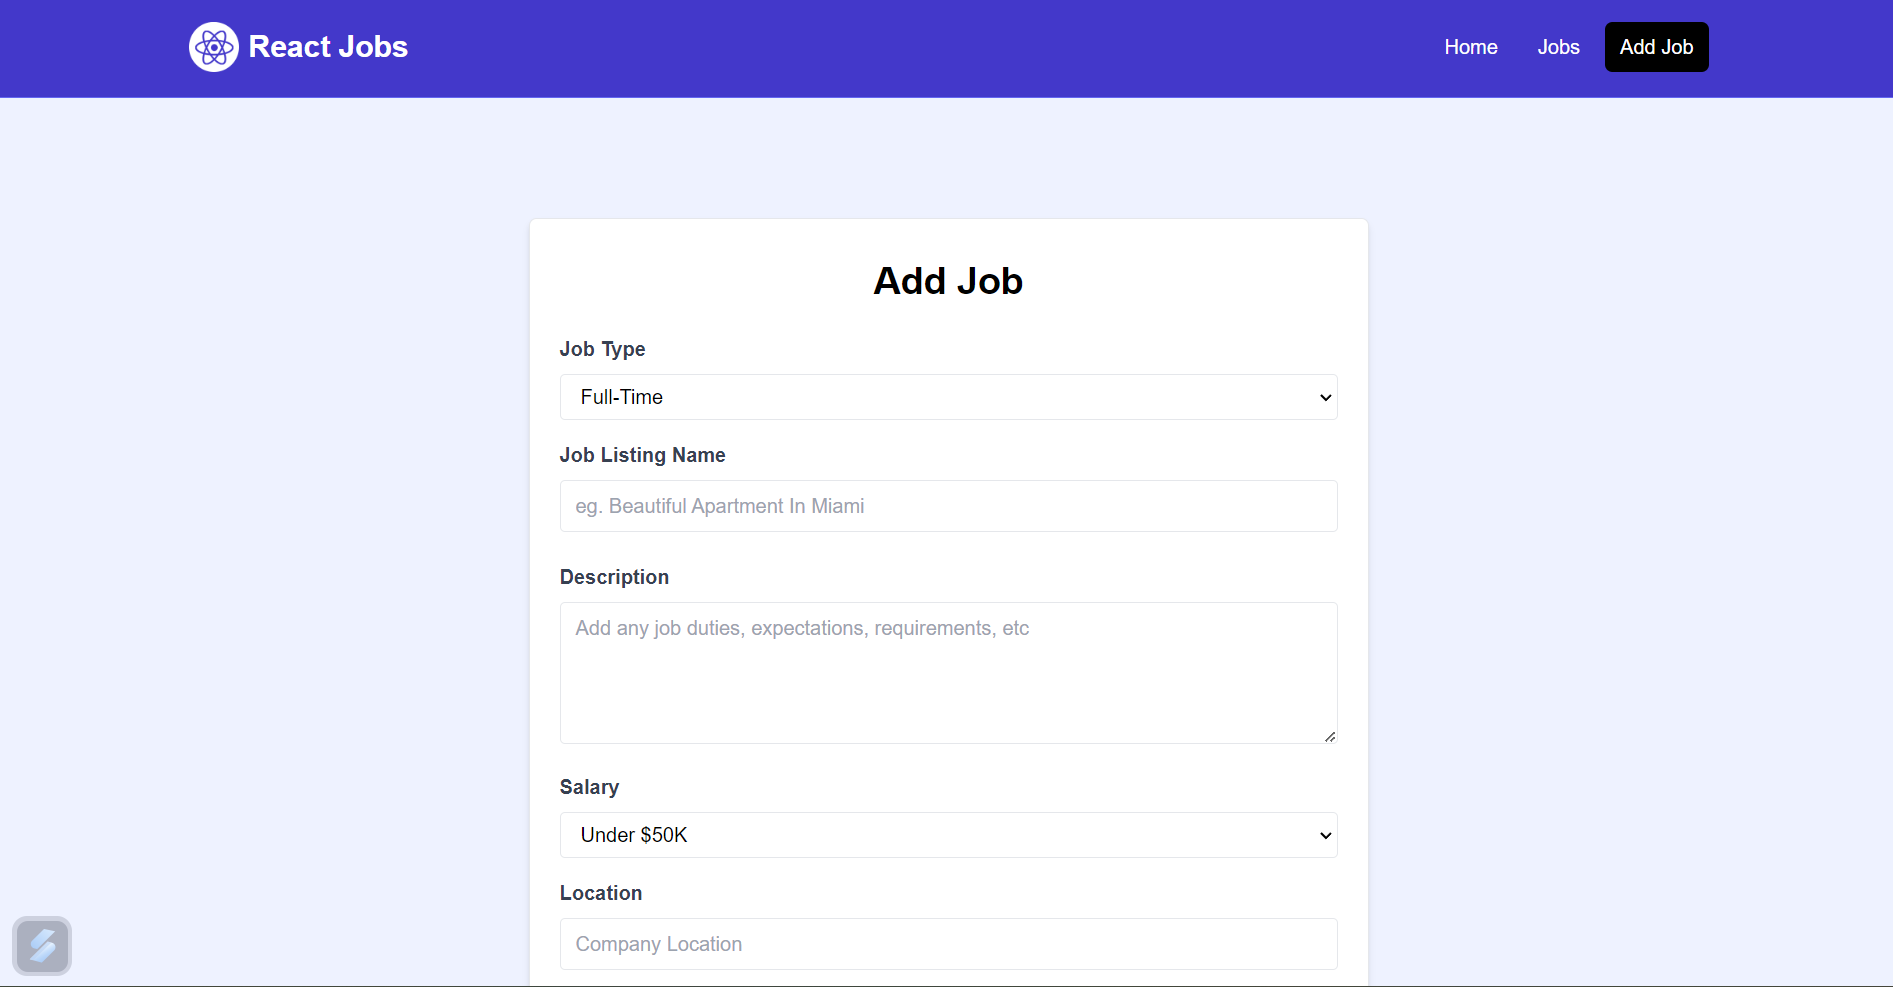 React Jobs
Home Jobs Add Job
Add Job
Job Type
Full-Time
Job Listing Name
eg. Beautiful Apartment In Miami
Description
Add any job duties, expectations, requirements, etc
Salary
Under $50K
Location
Company Location